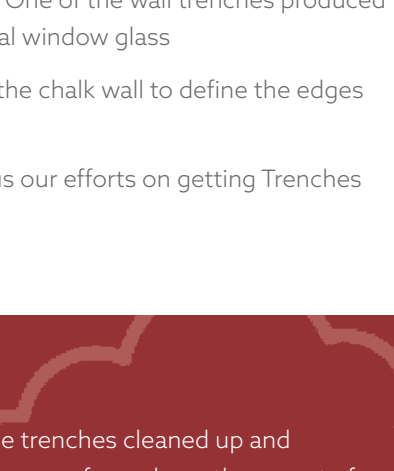 One of the wall trenches produced
al window glass
the chalk wall to define the edges
us our efforts on getting Trenches
e trenches cleaned up and